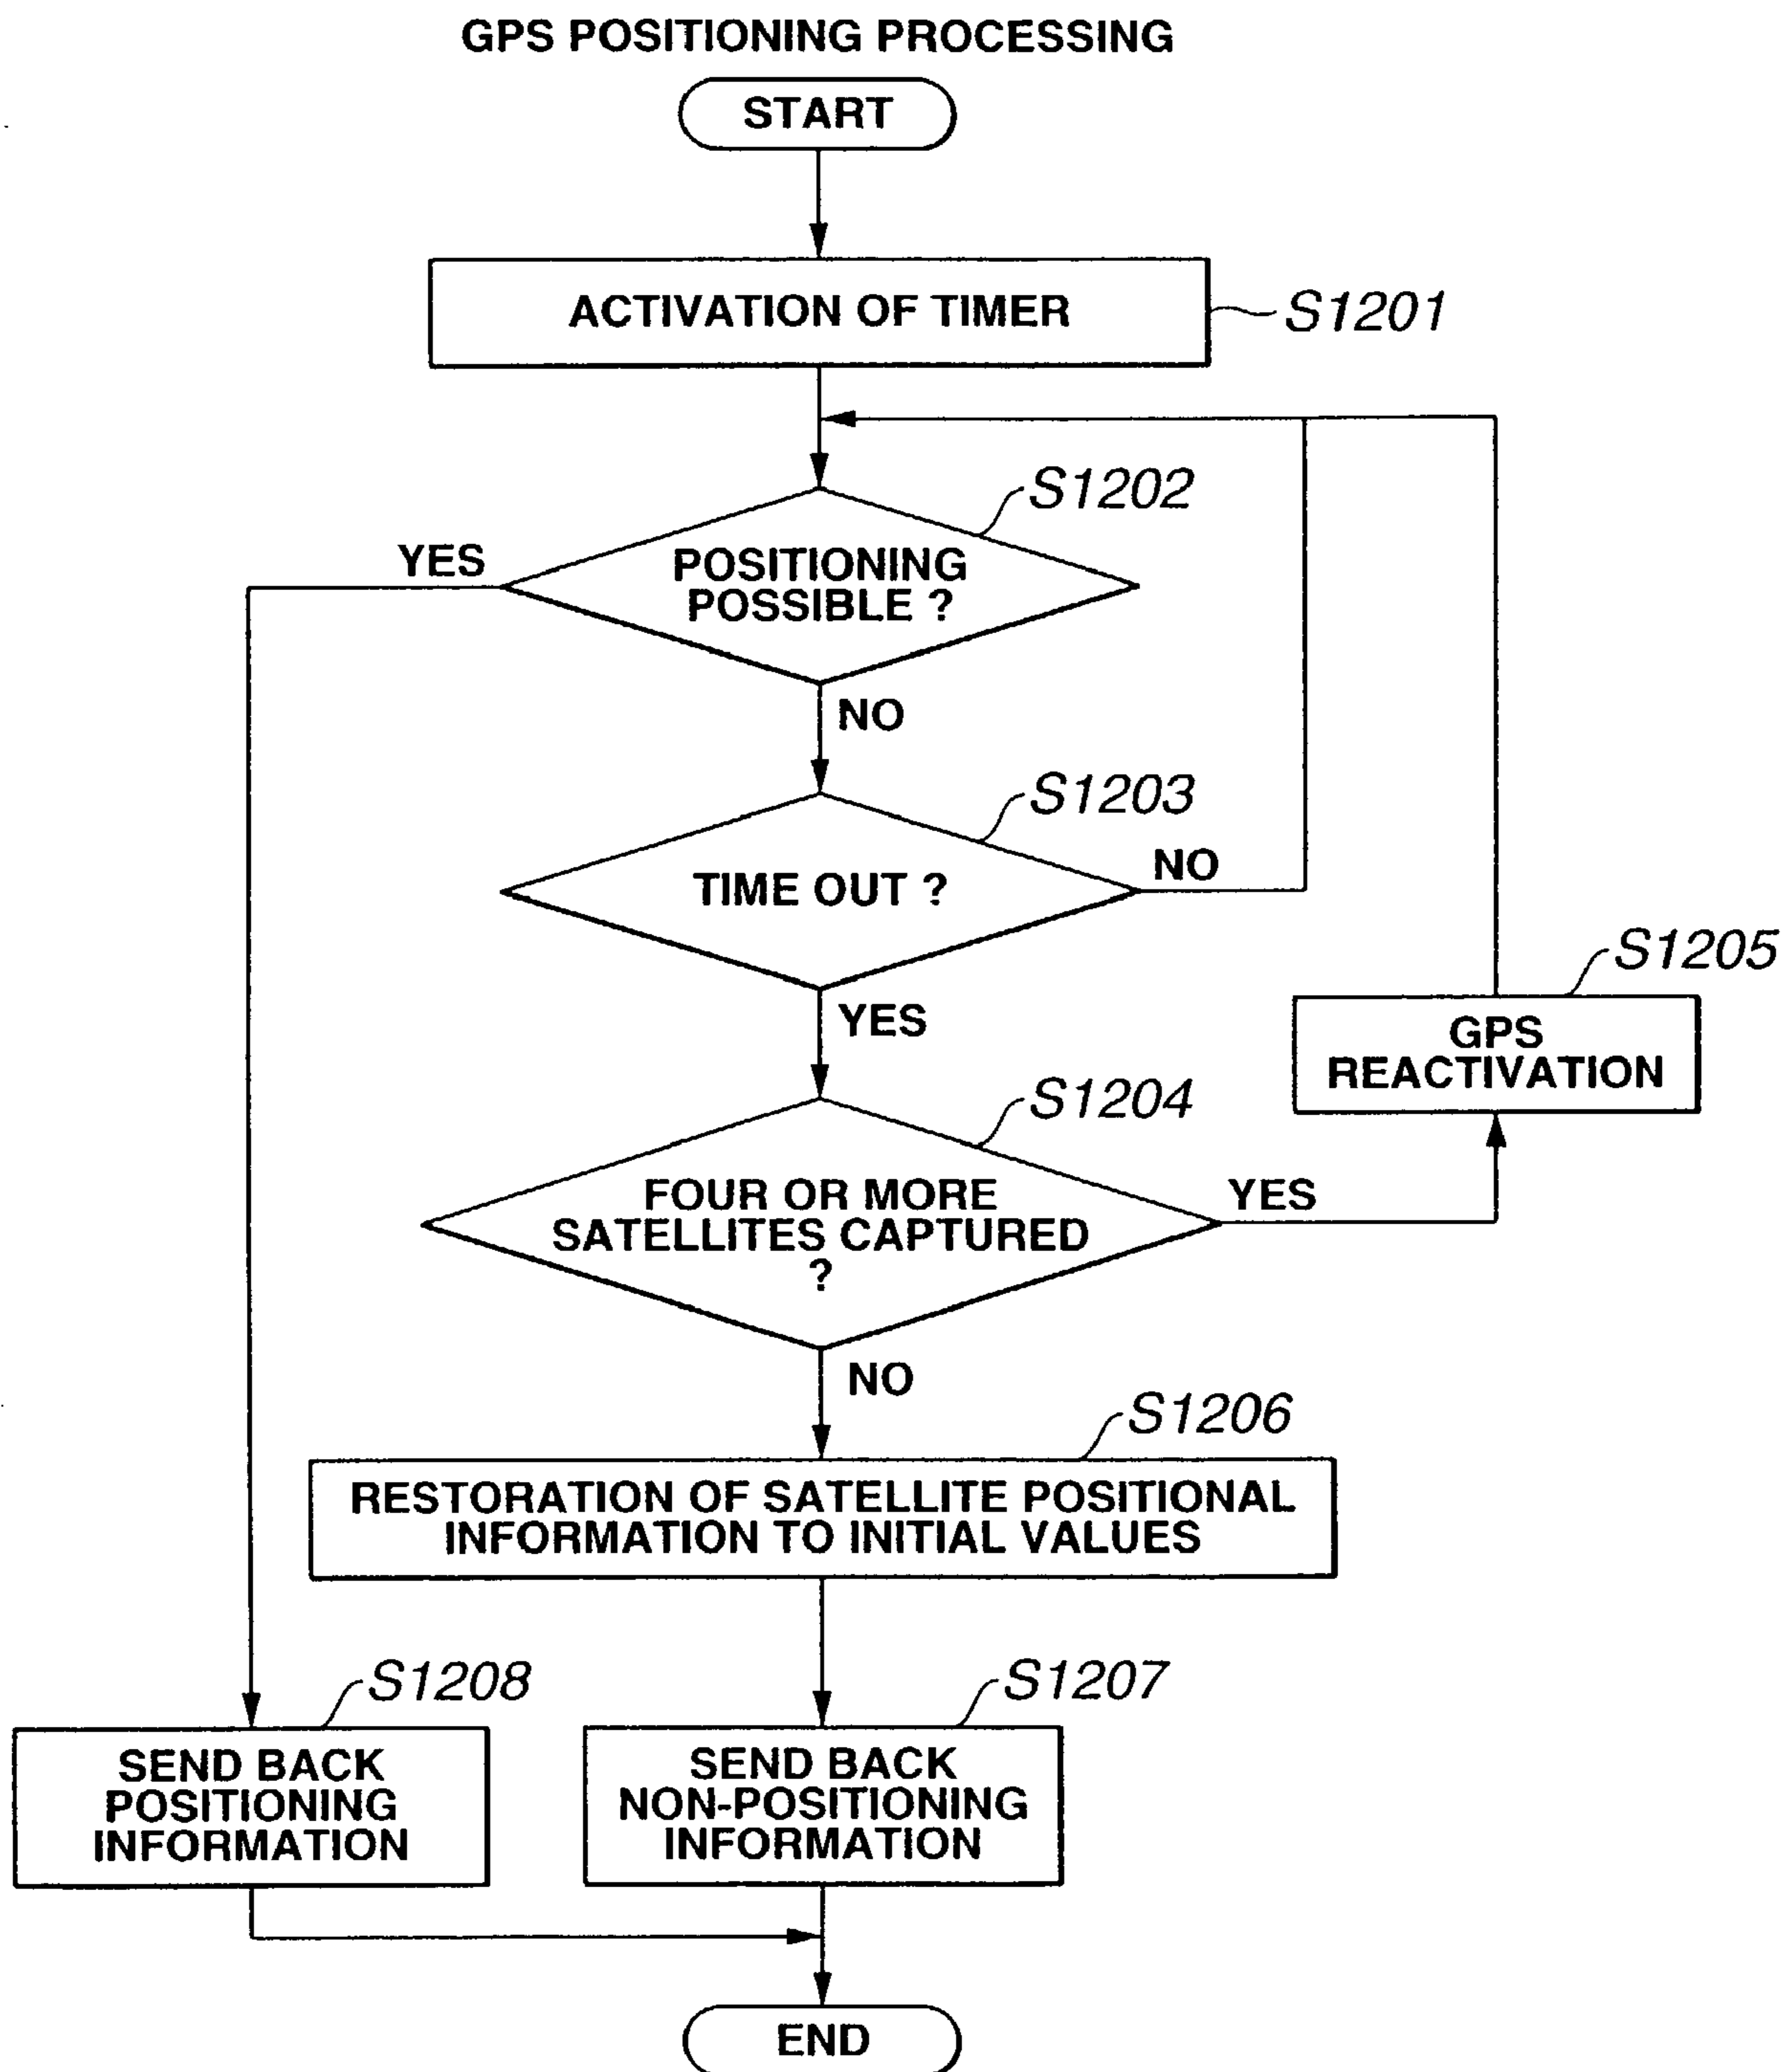 GPS POSITIONING PROCESSING
START
ACTIVATION OF TIMER
S1201
S1202
YES
POSITIONING
POSSIBLE ?
NO
S1203
TIME OUT ?
NO
YES
S1205
GPS
REACTIVATION
S1204
FOUR OR MORE
SATELLITES CAPTURED
?
YES
NO
S1206
RESTORATION OF SATELLITE POSITIONAL
INFORMATION TO INITIAL VALUES
S1208
SEND BACK
POSITIONING
INFORMATION
S1207
SEND BACK
NON-POSITIONING
INFORMATION
END